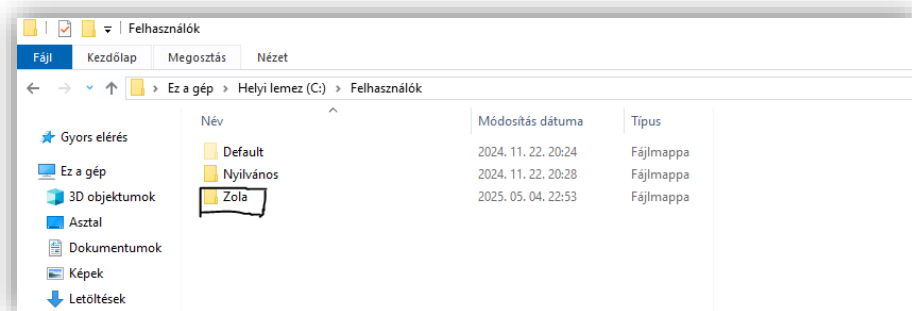 Felhasználók
Fájl Kezdőlap Megosztás Nézet
Ez a gép > Helyi lemez (C:) > Felhasználók
Név Módosítás dátuma Típus
Gyors elérés
Ez a gép
3D objektumok
Asztal
Dokumentumok
Képek
Letöltések
Default 2024. 11. 22. 20:24 Fájlmappa
Nyilvános 2024. 11. 22. 20:28 Fájlmappa
Zola 2025. 05. 04. 22:53 Fájlmappa